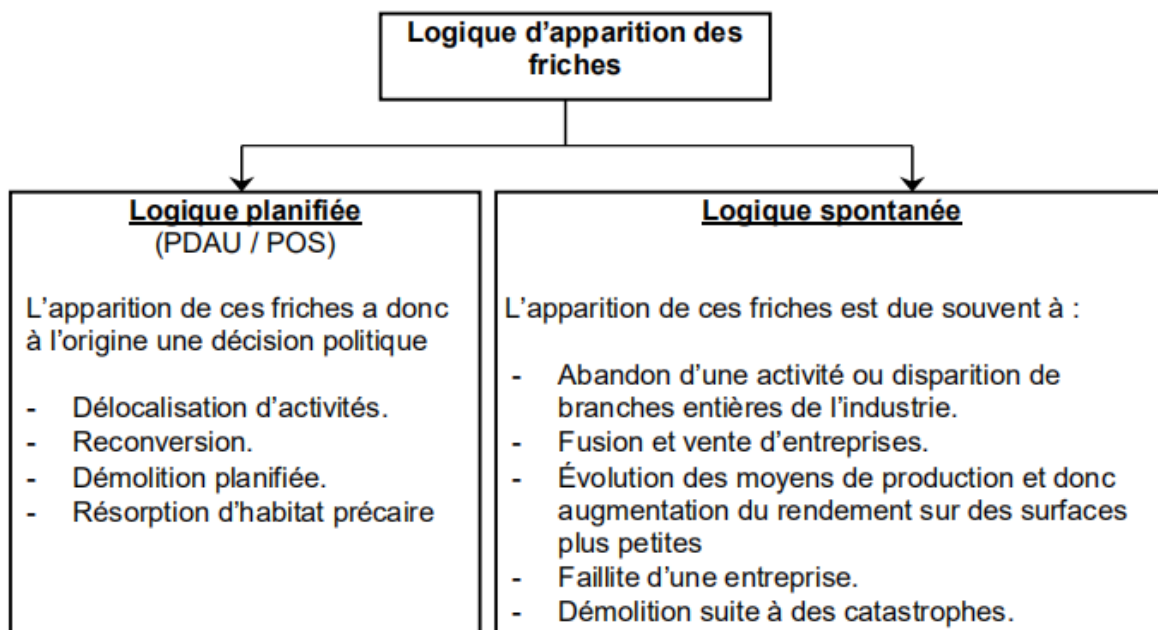 Logique d'apparition des
friches
Logique planifiée
(PDAU / POS)
L'apparition de ces friches a donc
à l'origine une décision politique
- Délocalisation d'activités.
- Reconversion.
- Démolition planifiée.
- Résorption d'habitat précaire
Logique spontanée
L'apparition de ces friches est due souvent à :
- Abandon d'une activité ou disparition de
branches entières de l'industrie.
- Fusion et vente d'entreprises.
- Évolution des moyens de production et donc
augmentation du rendement sur des surfaces
plus petites
- Faillite d'une entreprise.
- Démolition suite à des catastrophes.